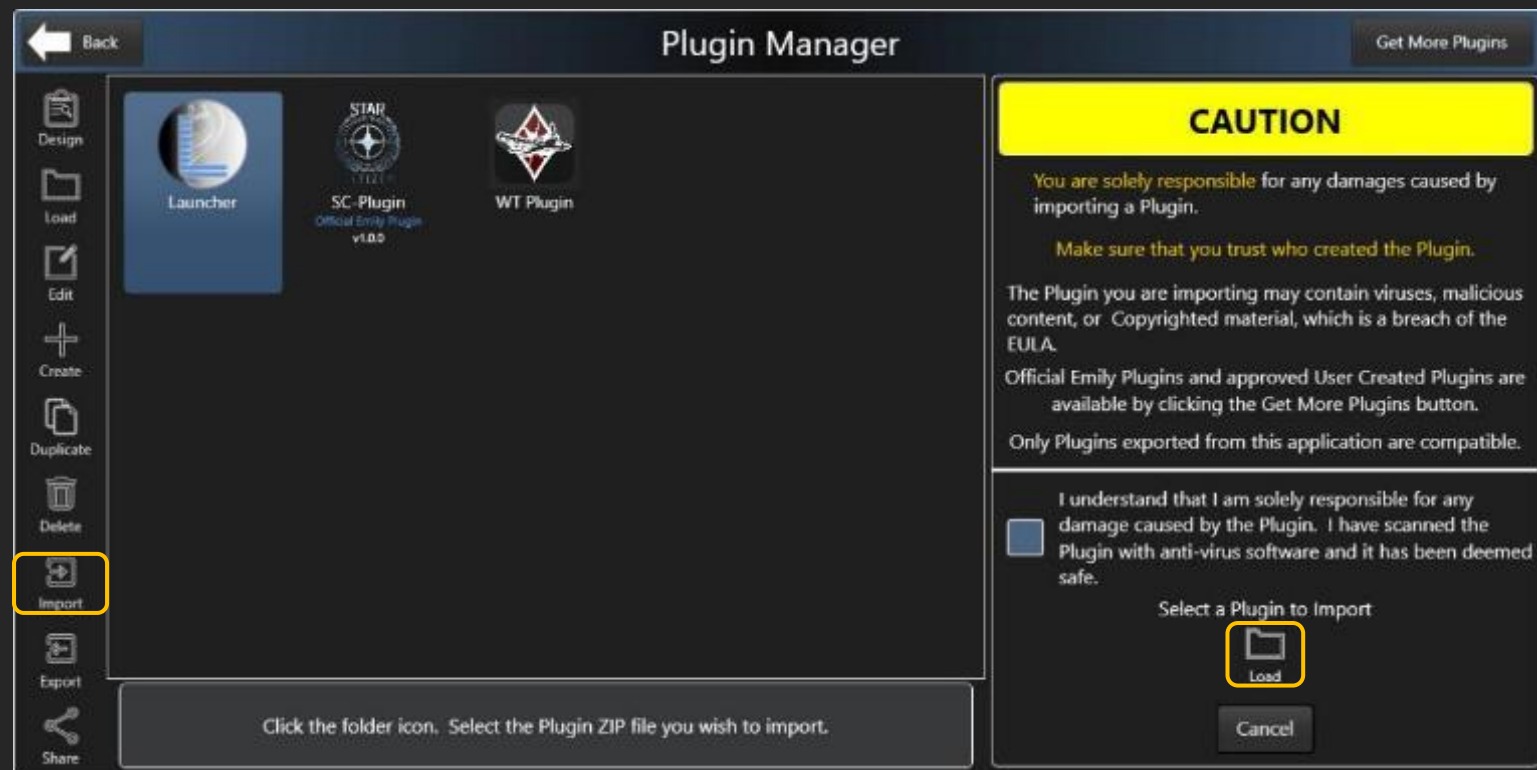 Back
Plugin Manager
Get More Plugins
Design
Load
Edit
Create
Duplicate
Delete
Import
Export
Share
Launcher
STAR
SC-Plugin
Official Emily Plugin
v1.0.0
WT Plugin
Click the folder icon. Select the Plugin ZIP file you wish to import.
CAUTION
You are solely responsible for any damages caused by
importing a Plugin.
Make sure that you trust who created the Plugin.
The Plugin you are importing may contain viruses, malicious
content, or Copyrighted material, which is a breach of the
EULA.
Official Emily Plugins and approved User Created Plugins are
available by clicking the Get More Plugins button.
Only Plugins exported from this application are compatible.
I understand that I am solely responsible for any
damage caused by the Plugin. I have scanned the
Plugin with anti-virus software and it has been deemed
safe.
Select a Plugin to Import
Load
Cancel